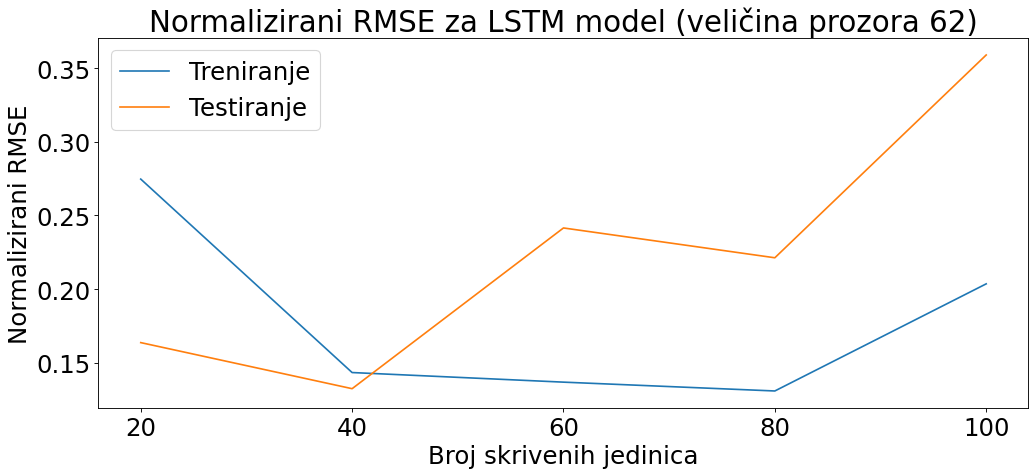 Normalizirani RMSE za LSTM model (veličina prozora 62)
Treniranje
Testiranje
Normalizirani RMSE
0.35
0.30
0.25
0.20
0.15
20 40 60 80 100
Broj skrivenih jedinica